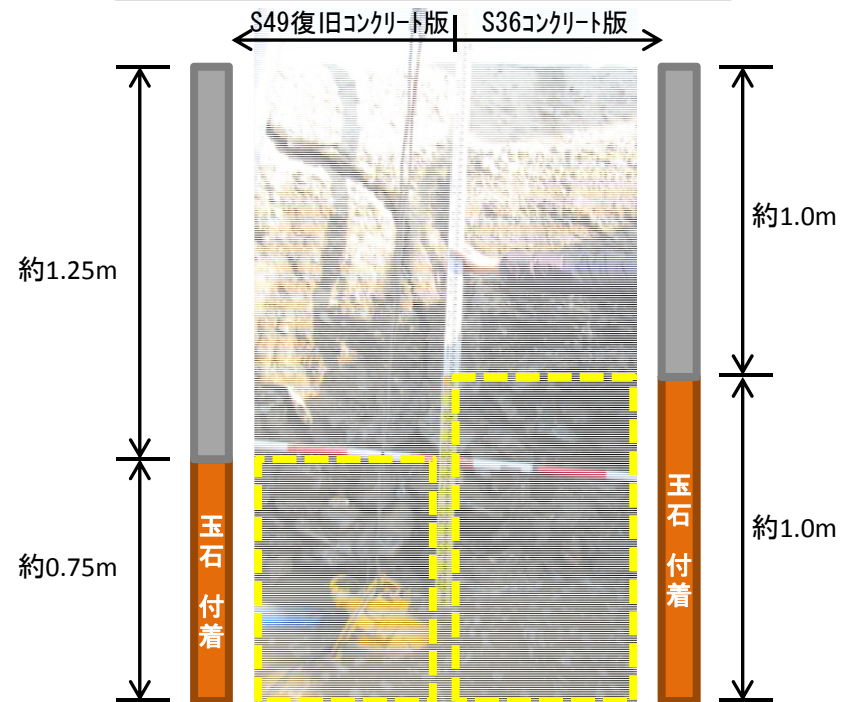 S49復旧コンクリート版
S36コンクリート版
約1.25m
約0.75m
玉石 付着
約1.0m
約1.0m
玉石 付着